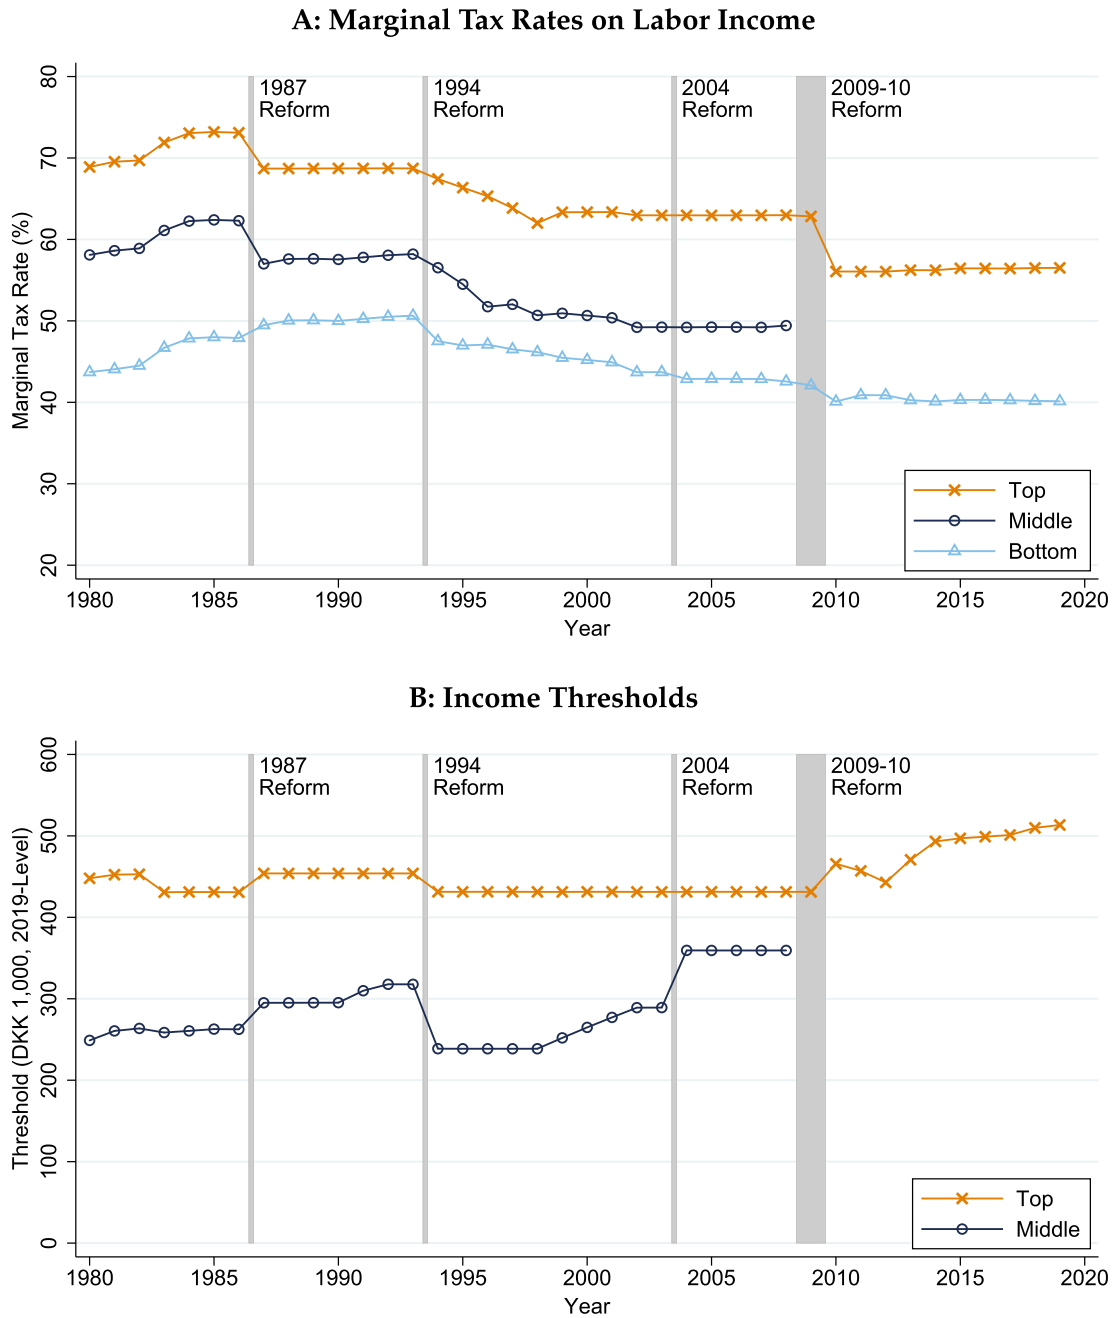 A: Marginal Tax Rates on Labor Income
Marginal Tax Rate (%)
80
70
60
50
40
30
20
1987
Reform
1994
Reform
2004
Reform
2009-10
Reform
Top
Middle
Bottom
1980 1985 1990 1995 2000 2005 2010 2015 2020
Year
B: Income Thresholds
Threshold (DKK 1,000, 2019-Level)
600
500
400
300
200
100
0
1987
Reform
1994
Reform
2004
Reform
2009-10
Reform
Top
Middle
1980 1985 1990 1995 2000 2005 2010 2015 2020
Year